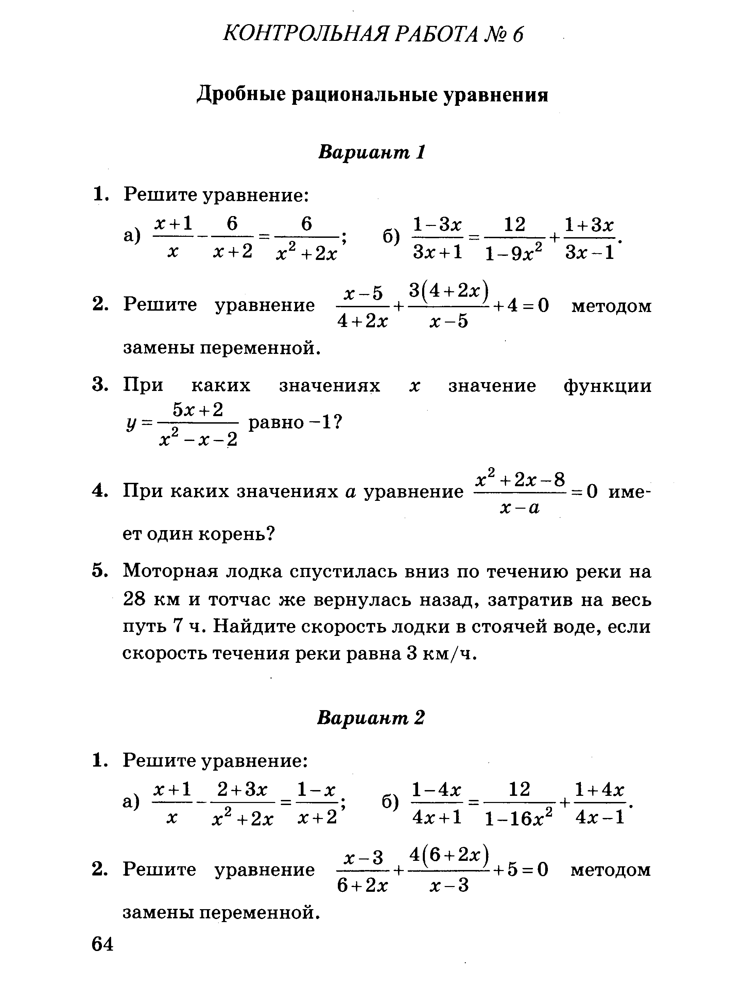 КОНТРОЛЬНАЯ РАБОТА № 6
Дробные рациональные уравнения
Вариант 1
1. Решите уравнение:
а) (x+1)/x − 6/(x+2) = 6/(x²+2x); б) (1−3x)/(3x+1) = 12/(1−9x²) + (1+3x)/(3x−1).
2. Решите уравнение (x−5)/(4+2x) + 3(4+2x)/(x−5) + 4 = 0 методом
замены переменной.
3. При каких значениях x значение функции
y = (5x+2)/(x²−x−2) равно −1?
4. При каких значениях a уравнение (x²+2x−8)/(x−a) = 0 име-
ет один корень?
5. Моторная лодка спустилась вниз по течению реки на
28 км и тотчас же вернулась назад, затратив на весь
путь 7 ч. Найдите скорость лодки в стоячей воде, если
скорость течения реки равна 3 км/ч.
Вариант 2
1. Решите уравнение:
а) (x+1)/x − (2+3x)/(x²+2x) = (1−x)/(x+2); б) (1−4x)/(4x+1) = 12/(1−16x²) + (1+4x)/(4x−1).
2. Решите уравнение (x−3)/(6+2x) + 4(6+2x)/(x−3) + 5 = 0 методом
замены переменной.
64